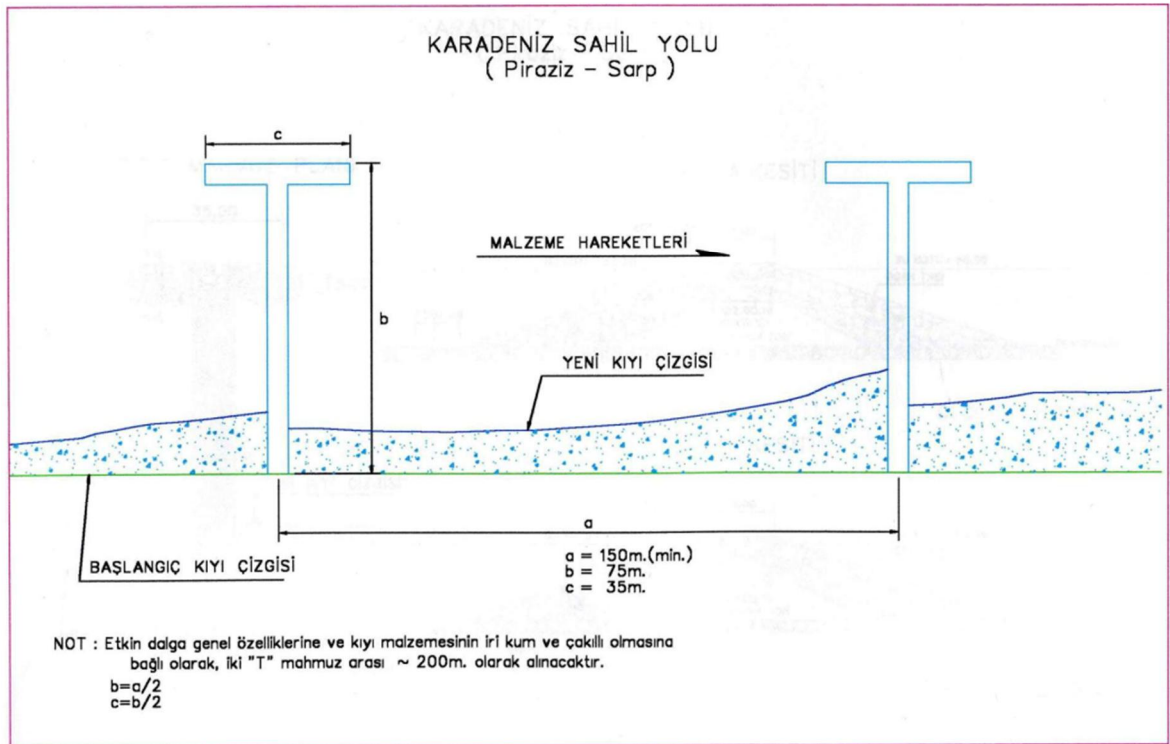 KARADENİZ SAHİL YOLU
( Piraziz - Sarp )
c
MALZEME HAREKETLERİ
b
YENİ KIYI ÇİZGİSİ
a
BAŞLANGIÇ KIYI ÇİZGİSİ
a = 150m.(min.)
b = 75m.
c = 35m.
NOT : Etkin dalga genel özelliklerine ve kıyı malzemesinin iri kum ve çakıllı olmasına
bağlı olarak, iki "T" mahmuz arası ~ 200m. olarak alınacaktır.
b=a/2
c=b/2